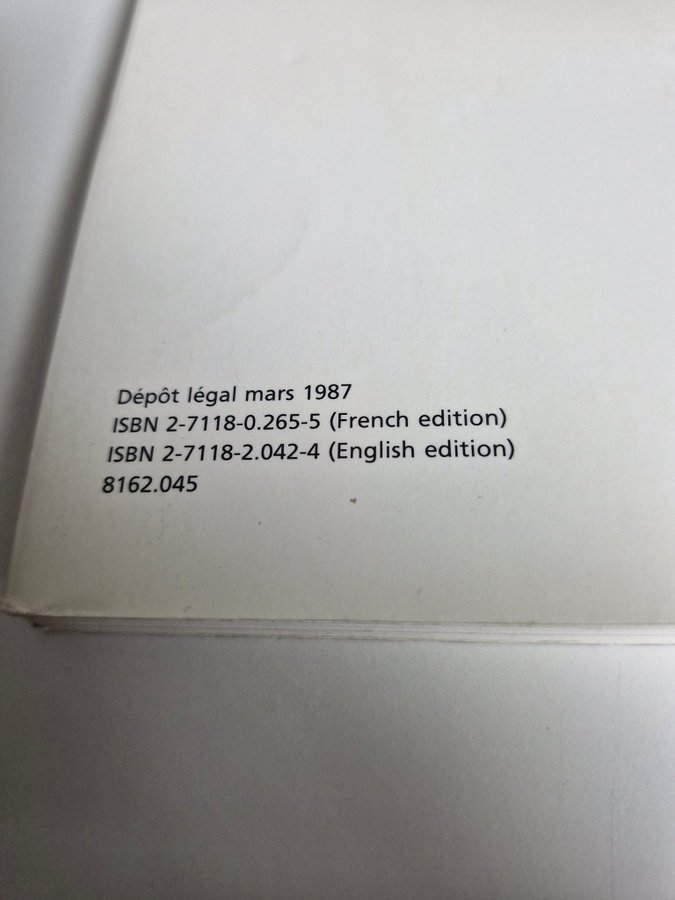 Dépôt légal mars 1987
ISBN 2-7118-0.265-5 (French edition)
ISBN 2-7118-2.042-4 (English edition)
8162.045